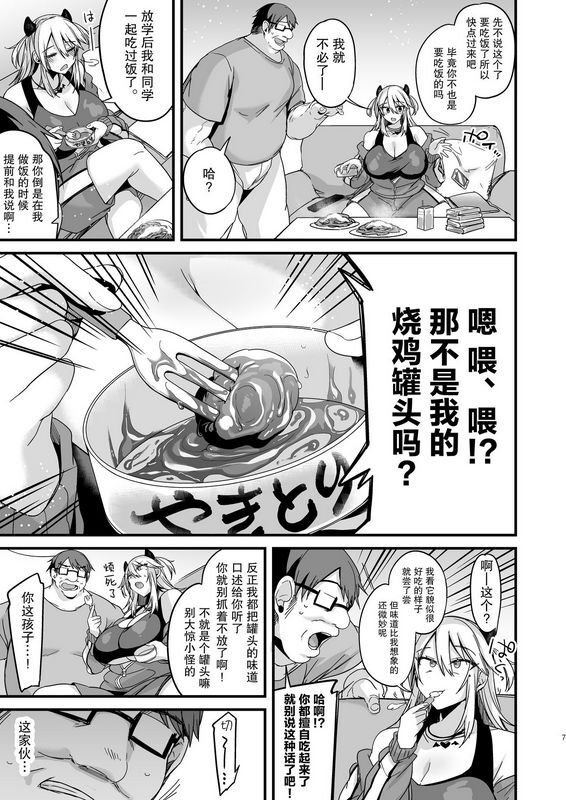 先不说这个了
要吃饭了所以
快点过来吧
毕竟你不也是
要吃饭的吗
ポイ
我就
不必了ー
哈?
放学后我和同学
一起吃过饭了。
は〜
那你倒是在我
做饭的时候
提前和我说啊…
嗯 喂、喂!?
那不是我的
烧鸡罐头吗?
やきとり
啊ー这个?
我看它貌似很
好吃的样子
就尝了尝
但味道比我想象的
还微妙呢
哈啊!?
你都擅自吃起来了
就别说这种话了吧!
反正我都把罐头的味道
口述给你听了
你就别抓着不放了啊!
不就是个罐头嘛
别大惊小怪的
烦死了
你这孩子…!
切〜
这家伙…!
7